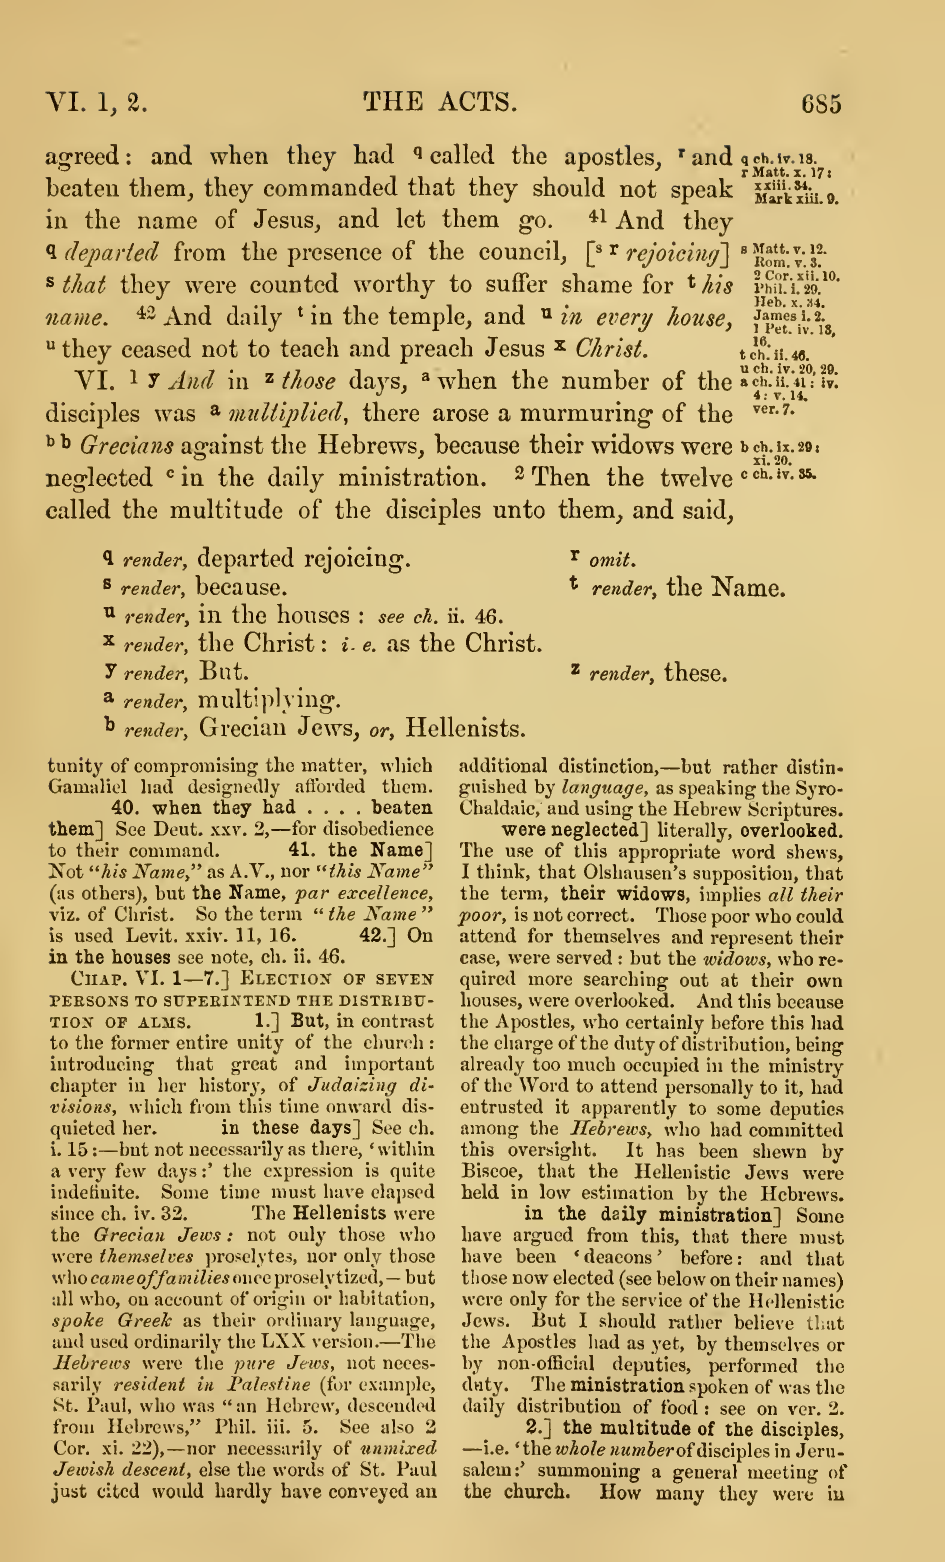 VI. 1, 2. THE ACTS. 685
agreed: and when they had q called the apostles, r and
beaten them, they commanded that they should not speak
in the name of Jesus, and let them go. 41 And they
q departed from the presence of the council, [s r rejoicing]
s that they were counted worthy to suffer shame for t his
name. 42 And daily t in the temple, and u in every house,
u they ceased not to teach and preach Jesus x Christ.
VI. 1 y And in z those days, a when the number of the
disciples was a multiplied, there arose a murmuring of the
b b Grecians against the Hebrews, because their widows were
neglected c in the daily ministration. 2 Then the twelve
called the multitude of the disciples unto them, and said,
q ch. iv. 18.
r Matt. x. 17:
xxiii. 34.
Mark xiii. 9.
s Matt. v. 12.
Rom. v. 3.
2 Cor. xii. 10.
Phil. i. 29.
Heb. x. 34.
James i. 2.
1 Pet. iv. 13,
16.
t ch. ii. 46.
u ch. iv. 20, 29.
a ch. ii. 41: iv.
4: v. 14.
ver. 7.
b ch. ix. 29:
xi. 20.
c ch. iv. 35.
q render, departed rejoicing. r omit.
s render, because. t render, the Name.
u render, in the houses: see ch. ii. 46.
x render, the Christ: i. e. as the Christ.
y render, But. z render, these.
a render, multiplying.
b render, Grecian Jews, or, Hellenists.
tunity of compromising the matter, which
Gamaliel had designedly afforded them.
40. when they had . . . . beaten
them] See Deut. xxv. 2,—for disobedience
to their command. 41. the Name]
Not "his Name," as A.V., nor "this Name"
(as others), but the Name, par excellence,
viz. of Christ. So the term "the Name"
is used Levit. xxiv. 11, 16. 42.] On
in the houses see note, ch. ii. 46.
CHAP. VI. 1—7.] ELECTION OF SEVEN
PERSONS TO SUPERINTEND THE DISTRIBU-
TION OF ALMS. 1.] But, in contrast
to the former entire unity of the church:
introducing that great and important
chapter in her history, of Judaizing di-
visions, which from this time onward dis-
quieted her. in these days] See ch.
i. 15:—but not necessarily as there, 'within
a very few days:' the expression is quite
indefinite. Some time must have elapsed
since ch. iv. 32. The Hellenists were
the Grecian Jews: not only those who
were themselves proselytes, nor only those
who came of families once proselytized,—but
all who, on account of origin or habitation,
spoke Greek as their ordinary language,
and used ordinarily the LXX version.—The
Hebrews were the pure Jews, not neces-
sarily resident in Palestine (for example,
St. Paul, who was "an Hebrew, descended
from Hebrews," Phil. iii. 5. See also 2
Cor. xi. 22),—nor necessarily of unmixed
Jewish descent, else the words of St. Paul
just cited would hardly have conveyed an
additional distinction,—but rather distin-
guished by language, as speaking the Syro-
Chaldaic, and using the Hebrew Scriptures.
were neglected] literally, overlooked.
The use of this appropriate word shews,
I think, that Olshausen's supposition, that
the term, their widows, implies all their
poor, is not correct. Those poor who could
attend for themselves and represent their
case, were served: but the widows, who re-
quired more searching out at their own
houses, were overlooked. And this because
the Apostles, who certainly before this had
the charge of the duty of distribution, being
already too much occupied in the ministry
of the Word to attend personally to it, had
entrusted it apparently to some deputies
among the Hebrews, who had committed
this oversight. It has been shewn by
Biscoe, that the Hellenistic Jews were
held in low estimation by the Hebrews.
in the daily ministration] Some
have argued from this, that there must
have been 'deacons' before: and that
those now elected (see below on their names)
were only for the service of the Hellenistic
Jews. But I should rather believe that
the Apostles had as yet, by themselves or
by non-official deputies, performed the
duty. The ministration spoken of was the
daily distribution of food: see on ver. 2.
2.] the multitude of the disciples,
—i.e. 'the whole number of disciples in Jeru-
salem:' summoning a general meeting of
the church. How many they were in